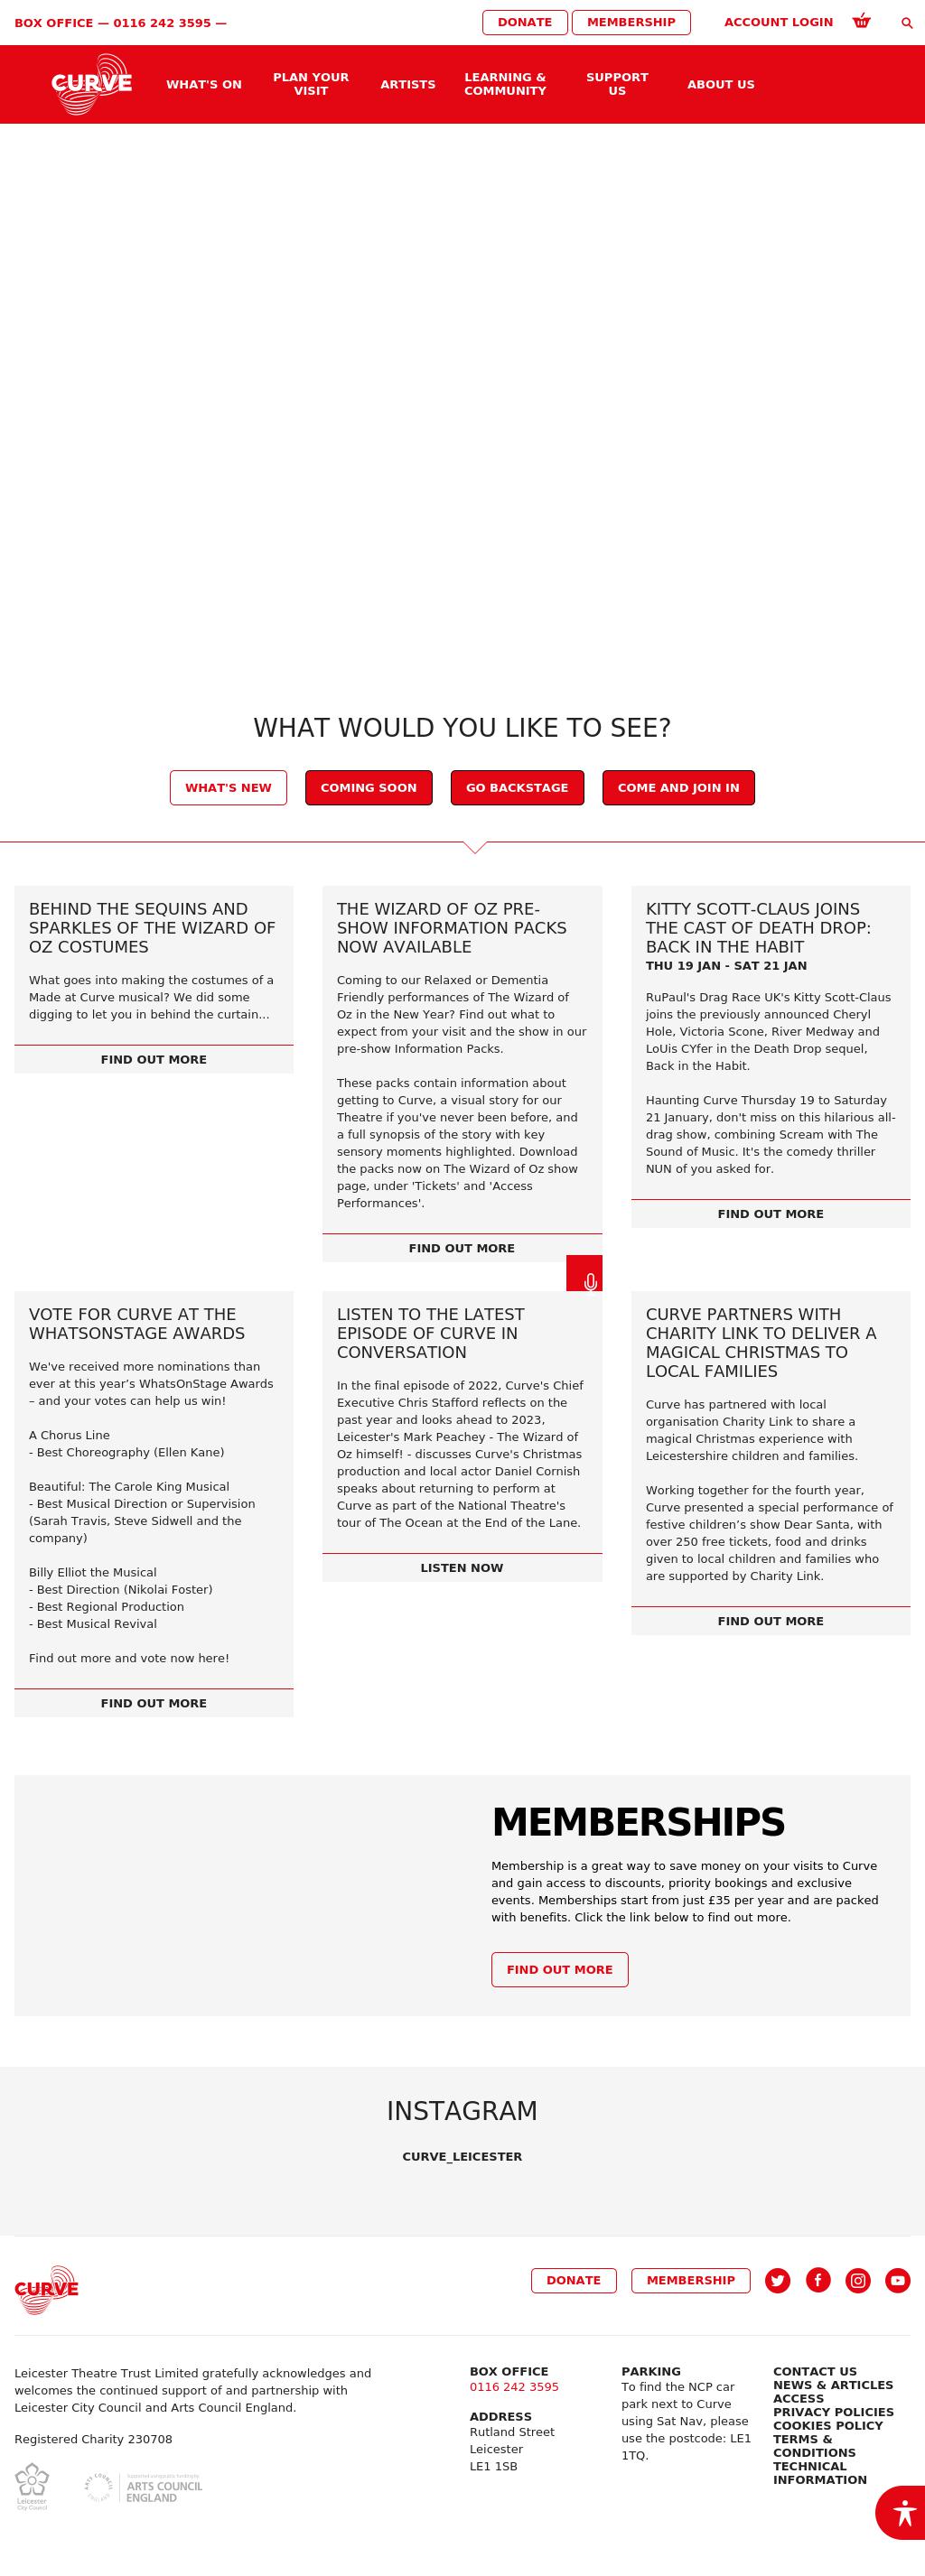 BOX OFFICE — 0116 242 3595 —
DONATE
MEMBERSHIP
ACCOUNT LOGIN
CURVE
WHAT'S ON
PLAN YOUR
VISIT
ARTISTS
LEARNING &
COMMUNITY
SUPPORT
US
ABOUT US
WHAT WOULD YOU LIKE TO SEE?
WHAT'S NEW
COMING SOON
GO BACKSTAGE
COME AND JOIN IN
BEHIND THE SEQUINS AND
SPARKLES OF THE WIZARD OF
OZ COSTUMES
What goes into making the costumes of a
Made at Curve musical? We did some
digging to let you in behind the curtain...
FIND OUT MORE
THE WIZARD OF OZ PRE-
SHOW INFORMATION PACKS
NOW AVAILABLE
Coming to our Relaxed or Dementia
Friendly performances of The Wizard of
Oz in the New Year? Find out what to
expect from your visit and the show in our
pre-show Information Packs.
These packs contain information about
getting to Curve, a visual story for our
Theatre if you've never been before, and
a full synopsis of the story with key
sensory moments highlighted. Download
the packs now on The Wizard of Oz show
page, under 'Tickets' and 'Access
Performances'.
FIND OUT MORE
KITTY SCOTT-CLAUS JOINS
THE CAST OF DEATH DROP:
BACK IN THE HABIT
THU 19 JAN - SAT 21 JAN
RuPaul's Drag Race UK's Kitty Scott-Claus
joins the previously announced Cheryl
Hole, Victoria Scone, River Medway and
LoUis CYfer in the Death Drop sequel,
Back in the Habit.
Haunting Curve Thursday 19 to Saturday
21 January, don't miss on this hilarious all-
drag show, combining Scream with The
Sound of Music. It's the comedy thriller
NUN of you asked for.
FIND OUT MORE
VOTE FOR CURVE AT THE
WHATSONSTAGE AWARDS
We've received more nominations than
ever at this year’s WhatsOnStage Awards
– and your votes can help us win!
A Chorus Line
- Best Choreography (Ellen Kane)
Beautiful: The Carole King Musical
- Best Musical Direction or Supervision
(Sarah Travis, Steve Sidwell and the
company)
Billy Elliot the Musical
- Best Direction (Nikolai Foster)
- Best Regional Production
- Best Musical Revival
Find out more and vote now here!
FIND OUT MORE
LISTEN TO THE LATEST
EPISODE OF CURVE IN
CONVERSATION
In the final episode of 2022, Curve's Chief
Executive Chris Stafford reflects on the
past year and looks ahead to 2023,
Leicester's Mark Peachey - The Wizard of
Oz himself! - discusses Curve's Christmas
production and local actor Daniel Cornish
speaks about returning to perform at
Curve as part of the National Theatre's
tour of The Ocean at the End of the Lane.
LISTEN NOW
CURVE PARTNERS WITH
CHARITY LINK TO DELIVER A
MAGICAL CHRISTMAS TO
LOCAL FAMILIES
Curve has partnered with local
organisation Charity Link to share a
magical Christmas experience with
Leicestershire children and families.
Working together for the fourth year,
Curve presented a special performance of
festive children’s show Dear Santa, with
over 250 free tickets, food and drinks
given to local children and families who
are supported by Charity Link.
FIND OUT MORE
MEMBERSHIPS
Membership is a great way to save money on your visits to Curve
and gain access to discounts, priority bookings and exclusive
events. Memberships start from just £35 per year and are packed
with benefits. Click the link below to find out more.
FIND OUT MORE
INSTAGRAM
CURVE_LEICESTER
CURVE
DONATE
MEMBERSHIP
Leicester Theatre Trust Limited gratefully acknowledges and
welcomes the continued support of and partnership with
Leicester City Council and Arts Council England.
Registered Charity 230708
Leicester
City Council
ARTS COUNCIL
ENGLAND
BOX OFFICE
0116 242 3595
ADDRESS
Rutland Street
Leicester
LE1 1SB
PARKING
To find the NCP car
park next to Curve
using Sat Nav, please
use the postcode: LE1
1TQ.
CONTACT US
NEWS & ARTICLES
ACCESS
PRIVACY POLICIES
COOKIES POLICY
TERMS &
CONDITIONS
TECHNICAL
INFORMATION